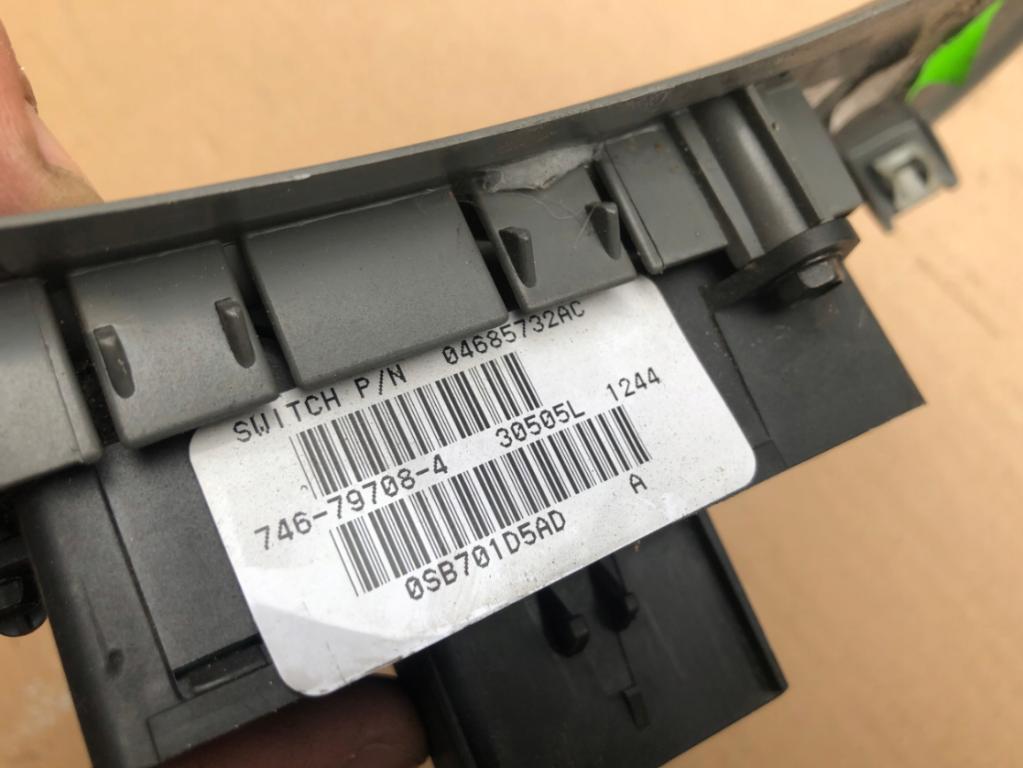 SWITCH P/N 04685732AC
746-79708-4 30505L 1244
0SB701D5AD A